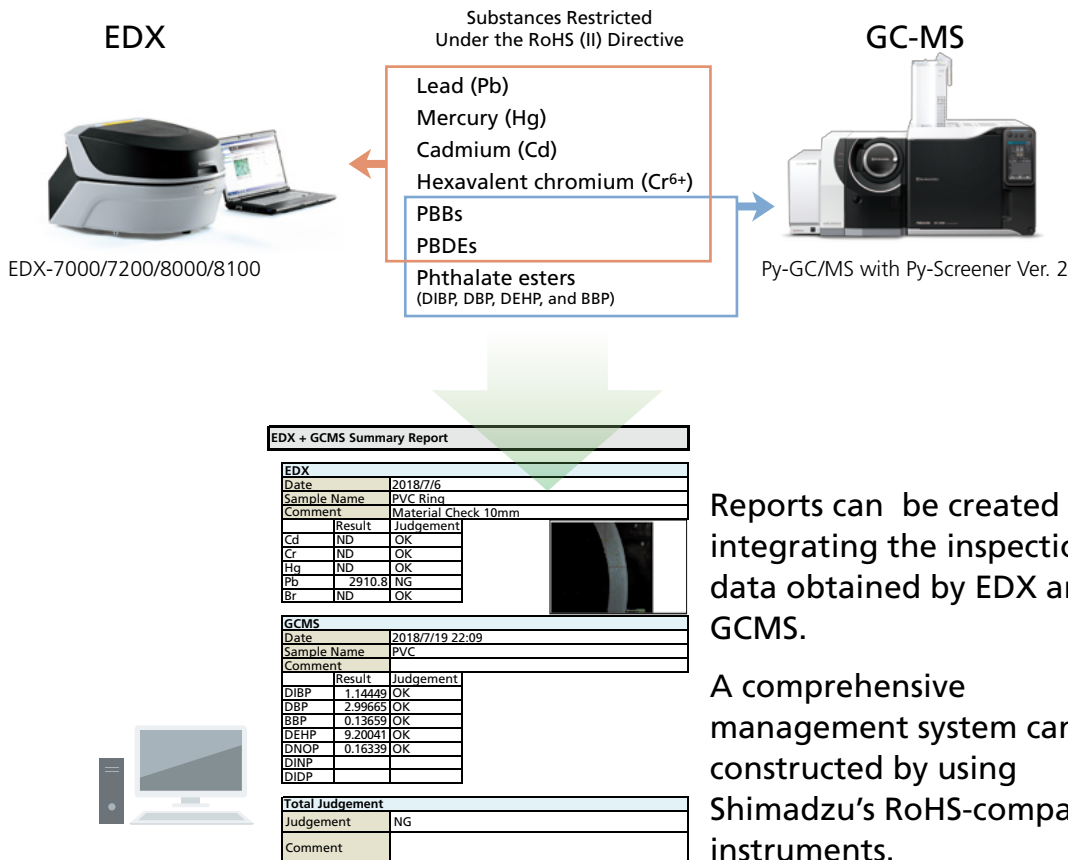 EDX
Substances Restricted
Under the RoHS (II) Directive
GC-MS
Lead (Pb)
Mercury (Hg)
Cadmium (Cd)
Hexavalent chromium (Cr6+)
PBBs
PBDEs
Phthalate esters
(DIBP, DBP, DEHP, and BBP)
EDX-7000/7200/8000/8100
Py-GC/MS with Py-Screener Ver. 2
EDX + GCMS Summary Report
EDX
Date 2018/7/6
Sample Name PVC Ring
Comment Material Check 10mm
Result Judgement
Cd ND OK
Cr ND OK
Hg ND OK
Pb 2910.8 NG
Br ND OK
GCMS
Date 2018/7/19 22:09
Sample Name PVC
Comment
Result Judgement
DIBP 1.14449 OK
DBP 2.99665 OK
BBP 0.13659 OK
DEHP 9.20041 OK
DNOP 0.16339 OK
DINP
DIDP
Total Judgement
Judgement NG
Comment
Reports can be created
integrating the inspectio
data obtained by EDX a
GCMS.
A comprehensive
management system can
constructed by using
Shimadzu's RoHS-compa
instruments.